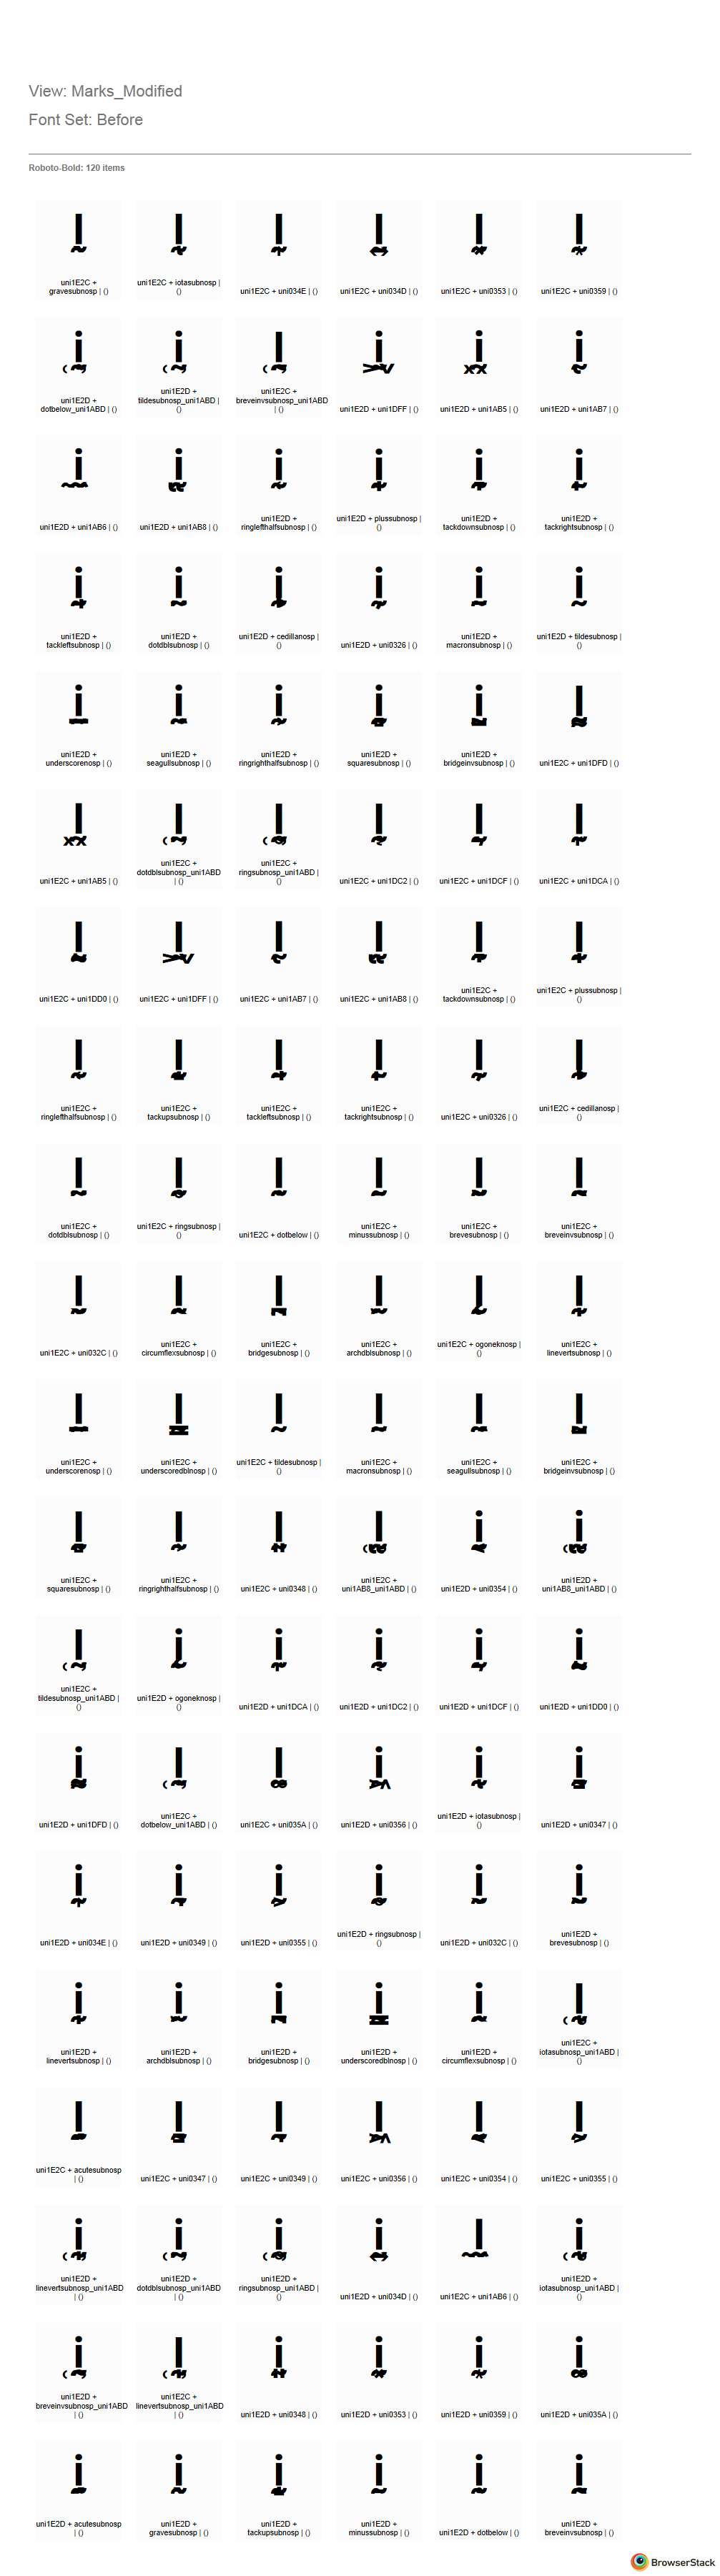 View: Marks_Modified
Font Set: Before
Roboto-Bold: 120 items
uni1E2C +
gravesubnosp | ()
uni1E2C + iotasubnosp |
()
uni1E2C + uni034E | ()
uni1E2C + uni034D | ()
uni1E2C + uni0353 | ()
uni1E2C + uni0359 | ()
uni1E2D +
dotbelow_uni1ABD | ()
uni1E2D +
tildesubnosp_uni1ABD |
()
uni1E2C +
breveinvsubnosp_uni1ABD
| ()
uni1E2D + uni1DFF | ()
uni1E2D + uni1AB5 | ()
uni1E2D + uni1AB7 | ()
uni1E2D + uni1AB6 | ()
uni1E2D + uni1AB8 | ()
uni1E2D +
ringlefthalfsubnosp | ()
uni1E2D + plussubnosp |
()
uni1E2D +
tackdownsubnosp | ()
uni1E2D +
tackrightsubnosp | ()
uni1E2D +
tackleftsubnosp | ()
uni1E2D +
dotdblsubnosp | ()
uni1E2D + cedillanosp |
()
uni1E2D + uni0326 | ()
uni1E2D +
macronsubnosp | ()
uni1E2D + tildesubnosp |
()
uni1E2D +
underscorenosp | ()
uni1E2D +
seagullsubnosp | ()
uni1E2D +
ringrighthalfsubnosp | ()
uni1E2D +
squaresubnosp | ()
uni1E2D +
bridgeinvsubnosp | ()
uni1E2C + uni1DFD | ()
uni1E2C + uni1AB5 | ()
uni1E2C +
dotdblsubnosp_uni1ABD
| ()
uni1E2C +
ringsubnosp_uni1ABD |
()
uni1E2C + uni1DC2 | ()
uni1E2C + uni1DCF | ()
uni1E2C + uni1DCA | ()
uni1E2C + uni1DD0 | ()
uni1E2C + uni1DFF | ()
uni1E2C + uni1AB7 | ()
uni1E2C + uni1AB8 | ()
uni1E2C +
tackdownsubnosp | ()
uni1E2C + plussubnosp |
()
uni1E2C +
ringlefthalfsubnosp | ()
uni1E2C +
tackupsubnosp | ()
uni1E2C +
tackleftsubnosp | ()
uni1E2C +
tackrightsubnosp | ()
uni1E2C + uni0326 | ()
uni1E2C + cedillanosp |
()
uni1E2C +
dotdblsubnosp | ()
uni1E2C + ringsubnosp |
()
uni1E2C + dotbelow | ()
uni1E2C +
minussubnosp | ()
uni1E2C +
brevesubnosp | ()
uni1E2C +
breveinvsubnosp | ()
uni1E2C + uni032C | ()
uni1E2C +
circumflexsubnosp | ()
uni1E2C +
bridgesubnosp | ()
uni1E2C +
archdblsubnosp | ()
uni1E2C + ogoneknosp |
()
uni1E2C +
linevertsubnosp | ()
uni1E2C +
underscorenosp | ()
uni1E2C +
underscoredblnosp | ()
uni1E2C + tildesubnosp |
()
uni1E2C +
macronsubnosp | ()
uni1E2C +
seagullsubnosp | ()
uni1E2C +
bridgeinvsubnosp | ()
uni1E2C +
squaresubnosp | ()
uni1E2C +
ringrighthalfsubnosp | ()
uni1E2C + uni0348 | ()
uni1E2C +
uni1AB8_uni1ABD | ()
uni1E2D + uni0354 | ()
uni1E2D +
uni1AB8_uni1ABD | ()
uni1E2C +
tildesubnosp_uni1ABD |
()
uni1E2D + ogoneknosp |
()
uni1E2D + uni1DCA | ()
uni1E2D + uni1DC2 | ()
uni1E2D + uni1DCF | ()
uni1E2D + uni1DD0 | ()
uni1E2D + uni1DFD | ()
uni1E2C +
dotbelow_uni1ABD | ()
uni1E2C + uni035A | ()
uni1E2D + uni0356 | ()
uni1E2D + iotasubnosp |
()
uni1E2D + uni0347 | ()
uni1E2D + uni034E | ()
uni1E2D + uni0349 | ()
uni1E2D + uni0355 | ()
uni1E2D + ringsubnosp |
()
uni1E2D + uni032C | ()
uni1E2D +
brevesubnosp | ()
uni1E2D +
linevertsubnosp | ()
uni1E2D +
archdblsubnosp | ()
uni1E2D +
bridgesubnosp | ()
uni1E2D +
underscoredblnosp | ()
uni1E2D +
circumflexsubnosp | ()
uni1E2C +
iotasubnosp_uni1ABD |
()
uni1E2C + acutesubnosp
| ()
uni1E2C + uni0347 | ()
uni1E2C + uni0349 | ()
uni1E2C + uni0356 | ()
uni1E2C + uni0354 | ()
uni1E2C + uni0355 | ()
uni1E2D +
linevertsubnosp_uni1ABD
| ()
uni1E2D +
dotdblsubnosp_uni1ABD
| ()
uni1E2D +
ringsubnosp_uni1ABD |
()
uni1E2D + uni034D | ()
uni1E2C + uni1AB6 | ()
uni1E2D +
iotasubnosp_uni1ABD |
()
uni1E2D +
breveinvsubnosp_uni1ABD
| ()
uni1E2C +
linevertsubnosp_uni1ABD
| ()
uni1E2D + uni0348 | ()
uni1E2D + uni0353 | ()
uni1E2D + uni0359 | ()
uni1E2D + uni035A | ()
uni1E2D + acutesubnosp
| ()
uni1E2D +
gravesubnosp | ()
uni1E2D +
tackupsubnosp | ()
uni1E2D +
minussubnosp | ()
uni1E2D + dotbelow | ()
uni1E2D +
breveinvsubnosp | ()
BrowserStack